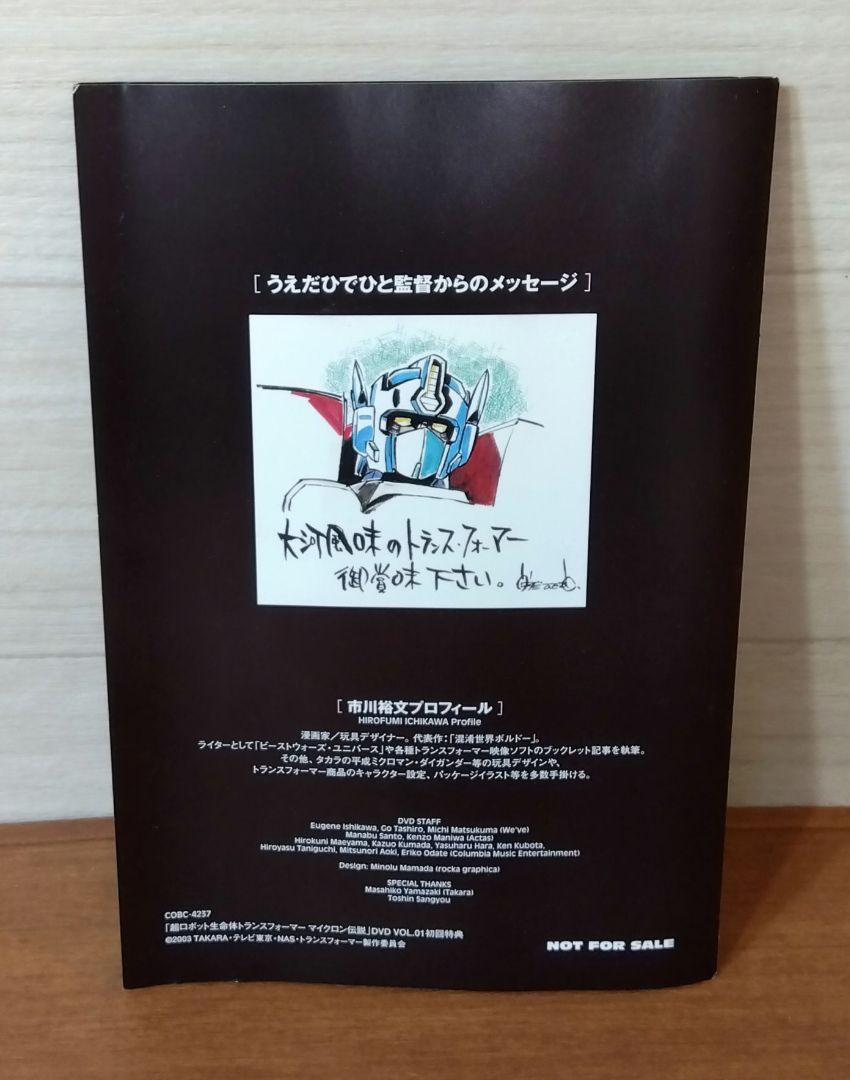 [ うえだひでひと監督からのメッセージ ]
大河風味のトランス・フォーマー
御賞味下さい。
[ 市川裕文プロフィール ]
HIROFUMI ICHIKAWA Profile
漫画家／玩具デザイナー。代表作：「混淆世界ボルドー」。
ライターとして「ビーストウォーズ・ユニバース」や各種トランスフォーマー映像ソフトのブックレット記事を執筆。
その他、タカラの平成ミクロマン・ダイガンダー等の玩具デザインや、
トランスフォーマー商品のキャラクター設定、パッケージイラスト等を多数手掛ける。
DVD STAFF
Eugene Ishikawa, Go Tashiro, Michi Matsukuma (We've)
Manabu Santo, Kenzo Maniwa (Actas)
Hirokuni Maeyama, Kazuo Kumada, Yasuharu Hara, Ken Kubota,
Hiroyasu Taniguchi, Mitsunori Aoki, Eriko Odate (Columbia Music Entertainment)
Design: Minolu Mamada (rocka graphica)
SPECIAL THANKS
Masahiko Yamazaki (Takara)
Toshin Sangyou
COBC-4237
「超ロボット生命体トランスフォーマー マイクロン伝説」DVD VOL.01初回特典
©2003 TAKARA・テレビ東京・NAS・トランスフォーマー製作委員会
NOT FOR SALE